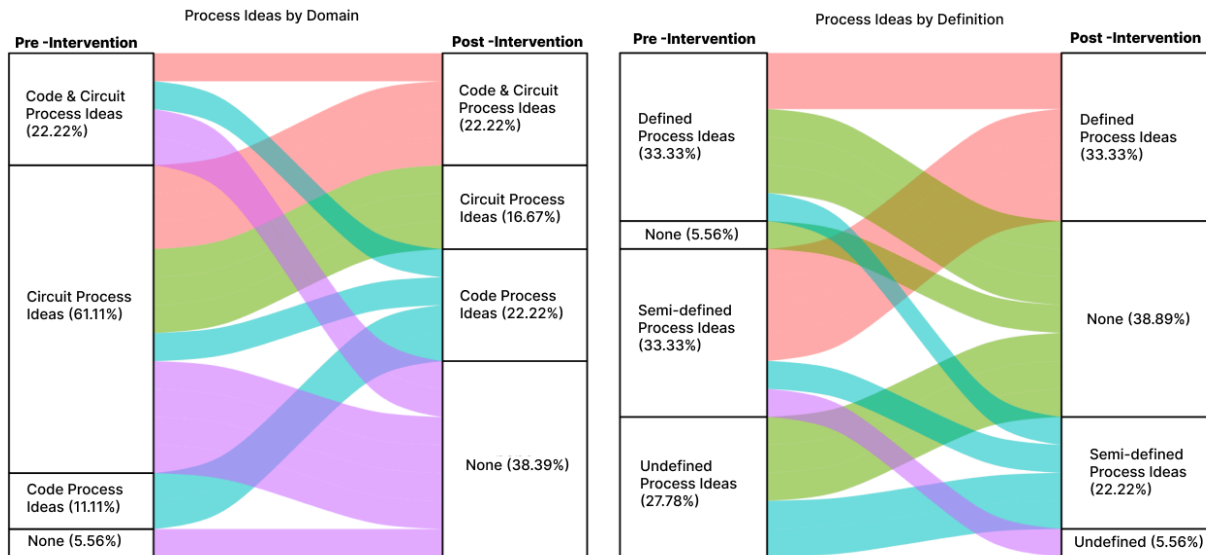 Process Ideas by Domain
Pre -Intervention
Post -Intervention
Code & Circuit
Process Ideas
(22.22%)
Circuit Process
Ideas (61.11%)
Code Process
Ideas (11.11%)
None (5.56%)
Code & Circuit
Process Ideas
(22.22%)
Circuit Process
Ideas (16.67%)
Code Process
Ideas (22.22%)
None (38.39%)
Process Ideas by Definition
Pre -Intervention
Post -Intervention
Defined
Process Ideas
(33.33%)
None (5.56%)
Semi-defined
Process Ideas
(33.33%)
Undefined
Process Ideas
(27.78%)
Defined
Process Ideas
(33.33%)
None (38.89%)
Semi-defined
Process Ideas
(22.22%)
Undefined (5.56%)